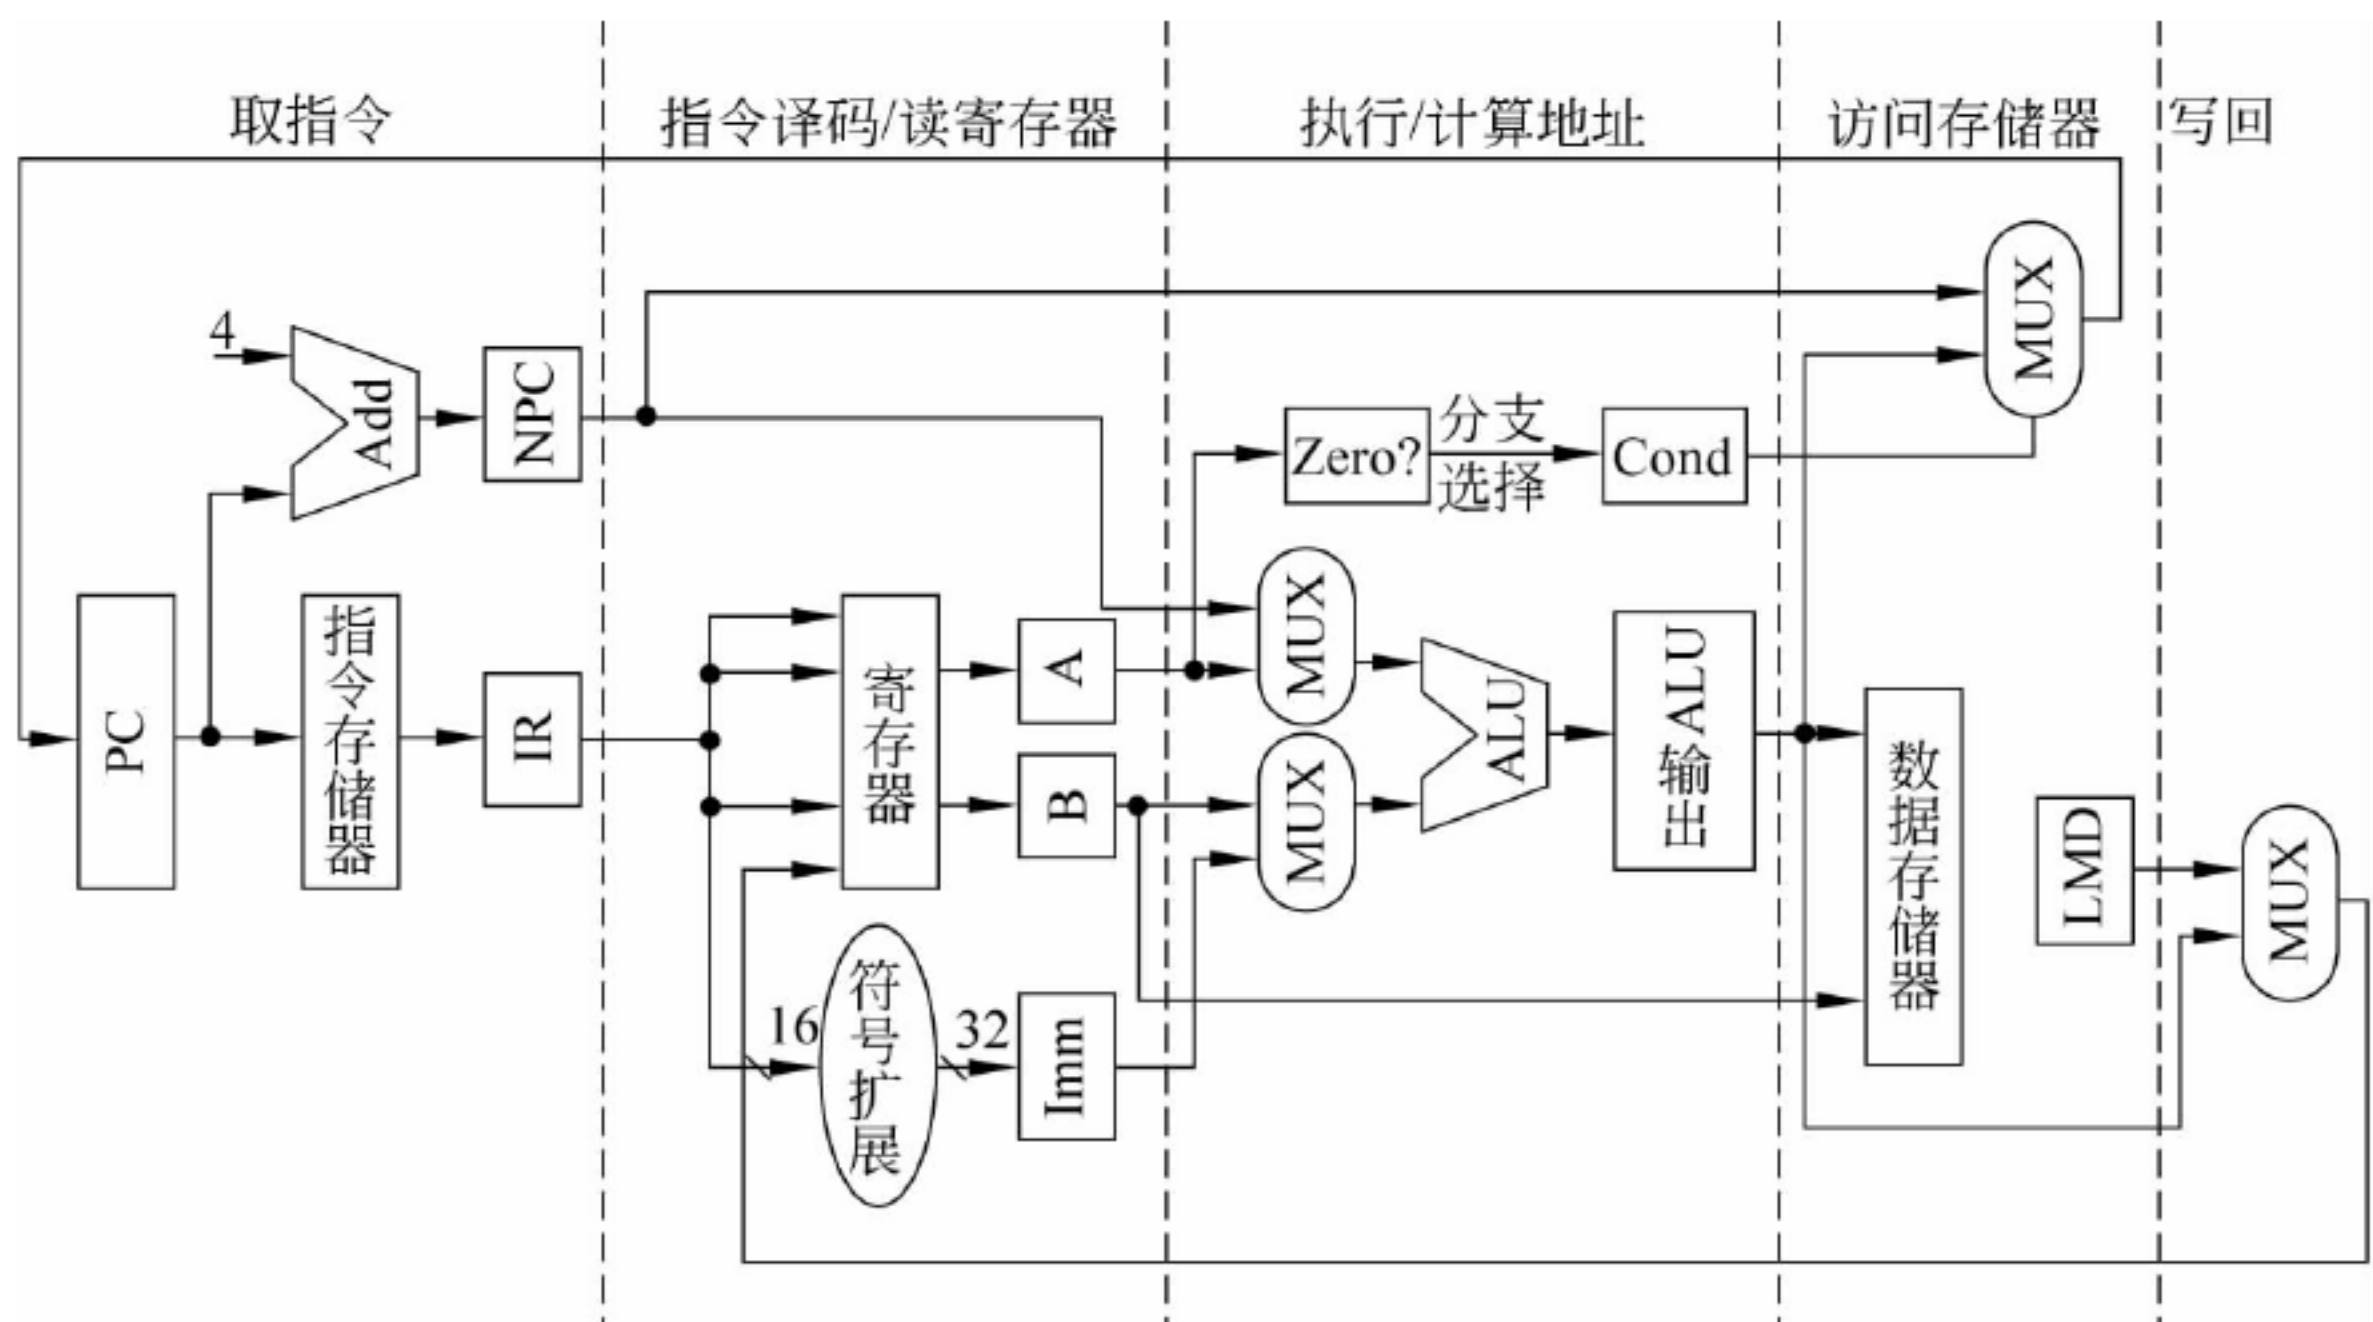 取指令
指令译码/读寄存器
执行/计算地址
访问存储器
写回
4
Add
NPC
PC
指令存储器
IR
寄存器
A
B
16
符号扩展
32
Imm
Zero?
分支
选择
Cond
MUX
MUX
ALU
ALU
输出
MUX
数据存储器
LMD
MUX